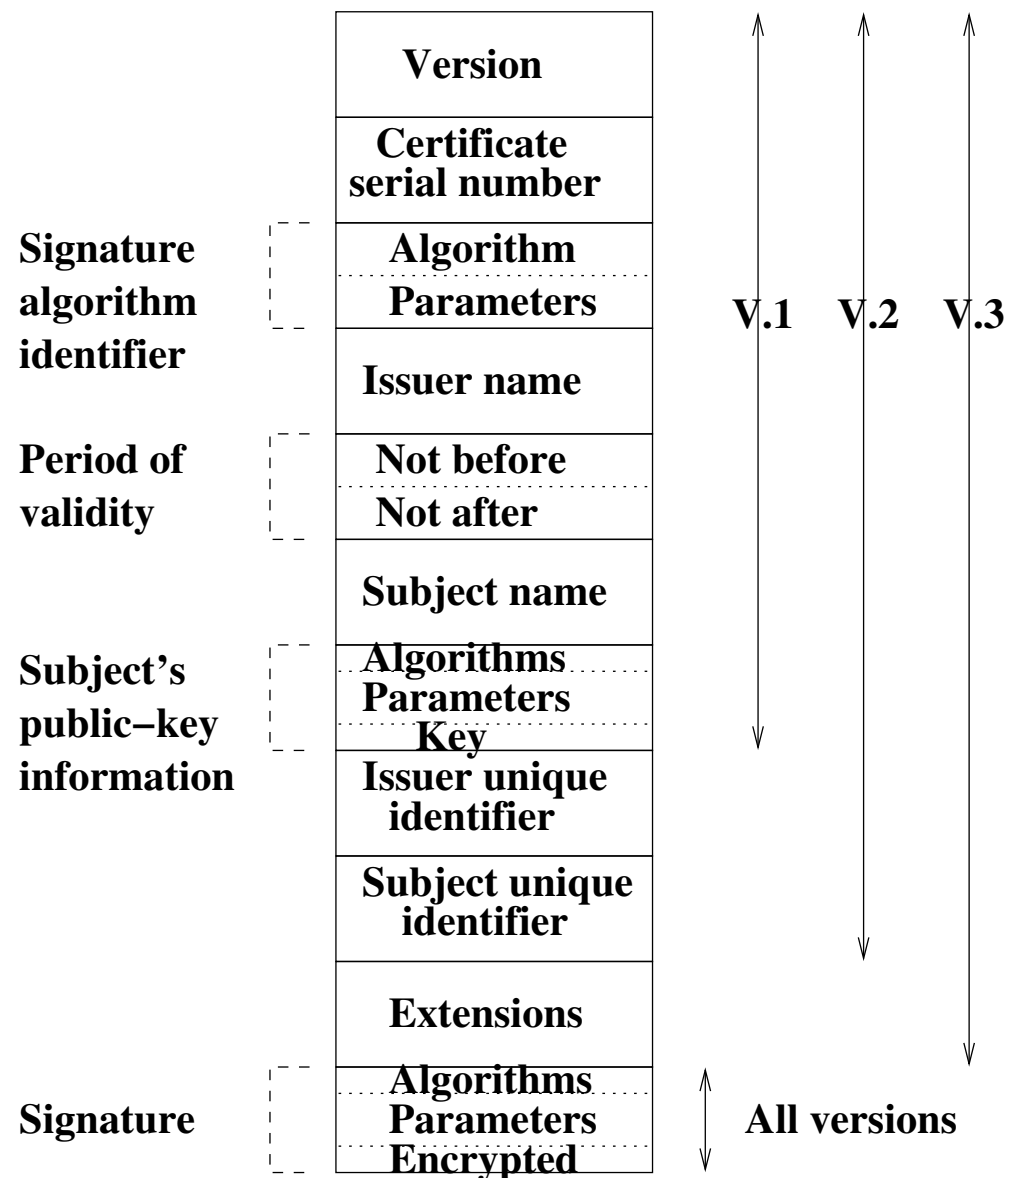 Version
Certificate
serial number
Signature
algorithm
identifier
Algorithm
Parameters
V.1 V.2 V.3
Issuer name
Period of
validity
Not before
Not after
Subject name
Subject's
public−key
information
Algorithms
Parameters
Key
Issuer unique
identifier
Subject unique
identifier
Extensions
Signature
Algorithms
Parameters
Encrypted
All versions